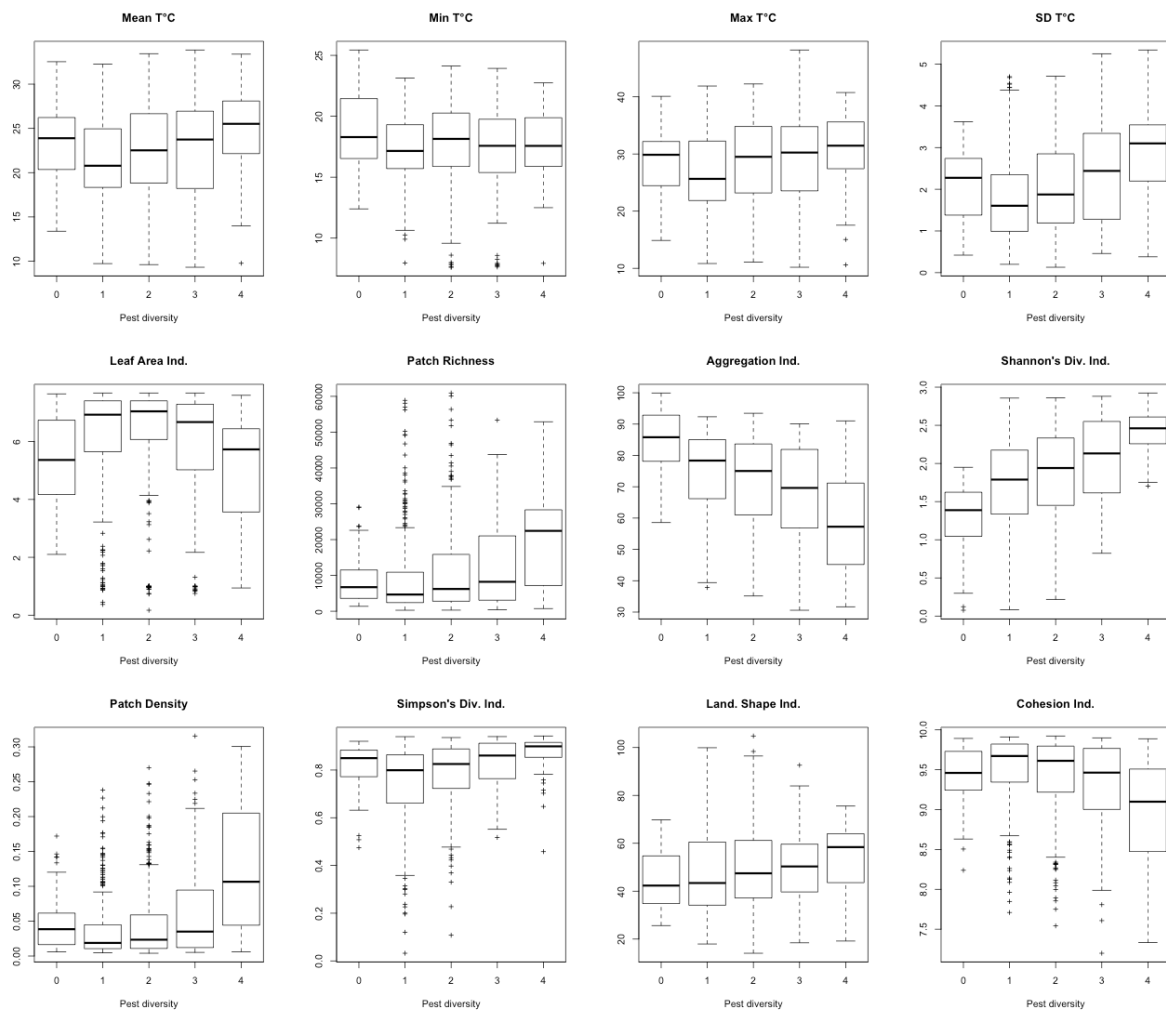 Mean T°C
Min T°C
Max T°C
SD T°C
10 15 20 25 30
10 15 20 25
10 20 30 40
0 1 2 3 4 5
0 1 2 3 4
0 1 2 3 4
0 1 2 3 4
0 1 2 3 4
Pest diversity
Pest diversity
Pest diversity
Pest diversity
Leaf Area Ind.
Patch Richness
Aggregation Ind.
Shannon's Div. Ind.
0 2 4 6
0 10000 20000 30000 40000 50000 60000
30 40 50 60 70 80 90 100
0.0 0.5 1.0 1.5 2.0 2.5 3.0
0 1 2 3 4
0 1 2 3 4
0 1 2 3 4
0 1 2 3 4
Pest diversity
Pest diversity
Pest diversity
Pest diversity
Patch Density
Simpson's Div. Ind.
Land. Shape Ind.
Cohesion Ind.
0.00 0.05 0.10 0.15 0.20 0.25 0.30
0.0 0.2 0.4 0.6 0.8
20 40 60 80 100
7.5 8.0 8.5 9.0 9.5 10.0
0 1 2 3 4
0 1 2 3 4
0 1 2 3 4
0 1 2 3 4
Pest diversity
Pest diversity
Pest diversity
Pest diversity